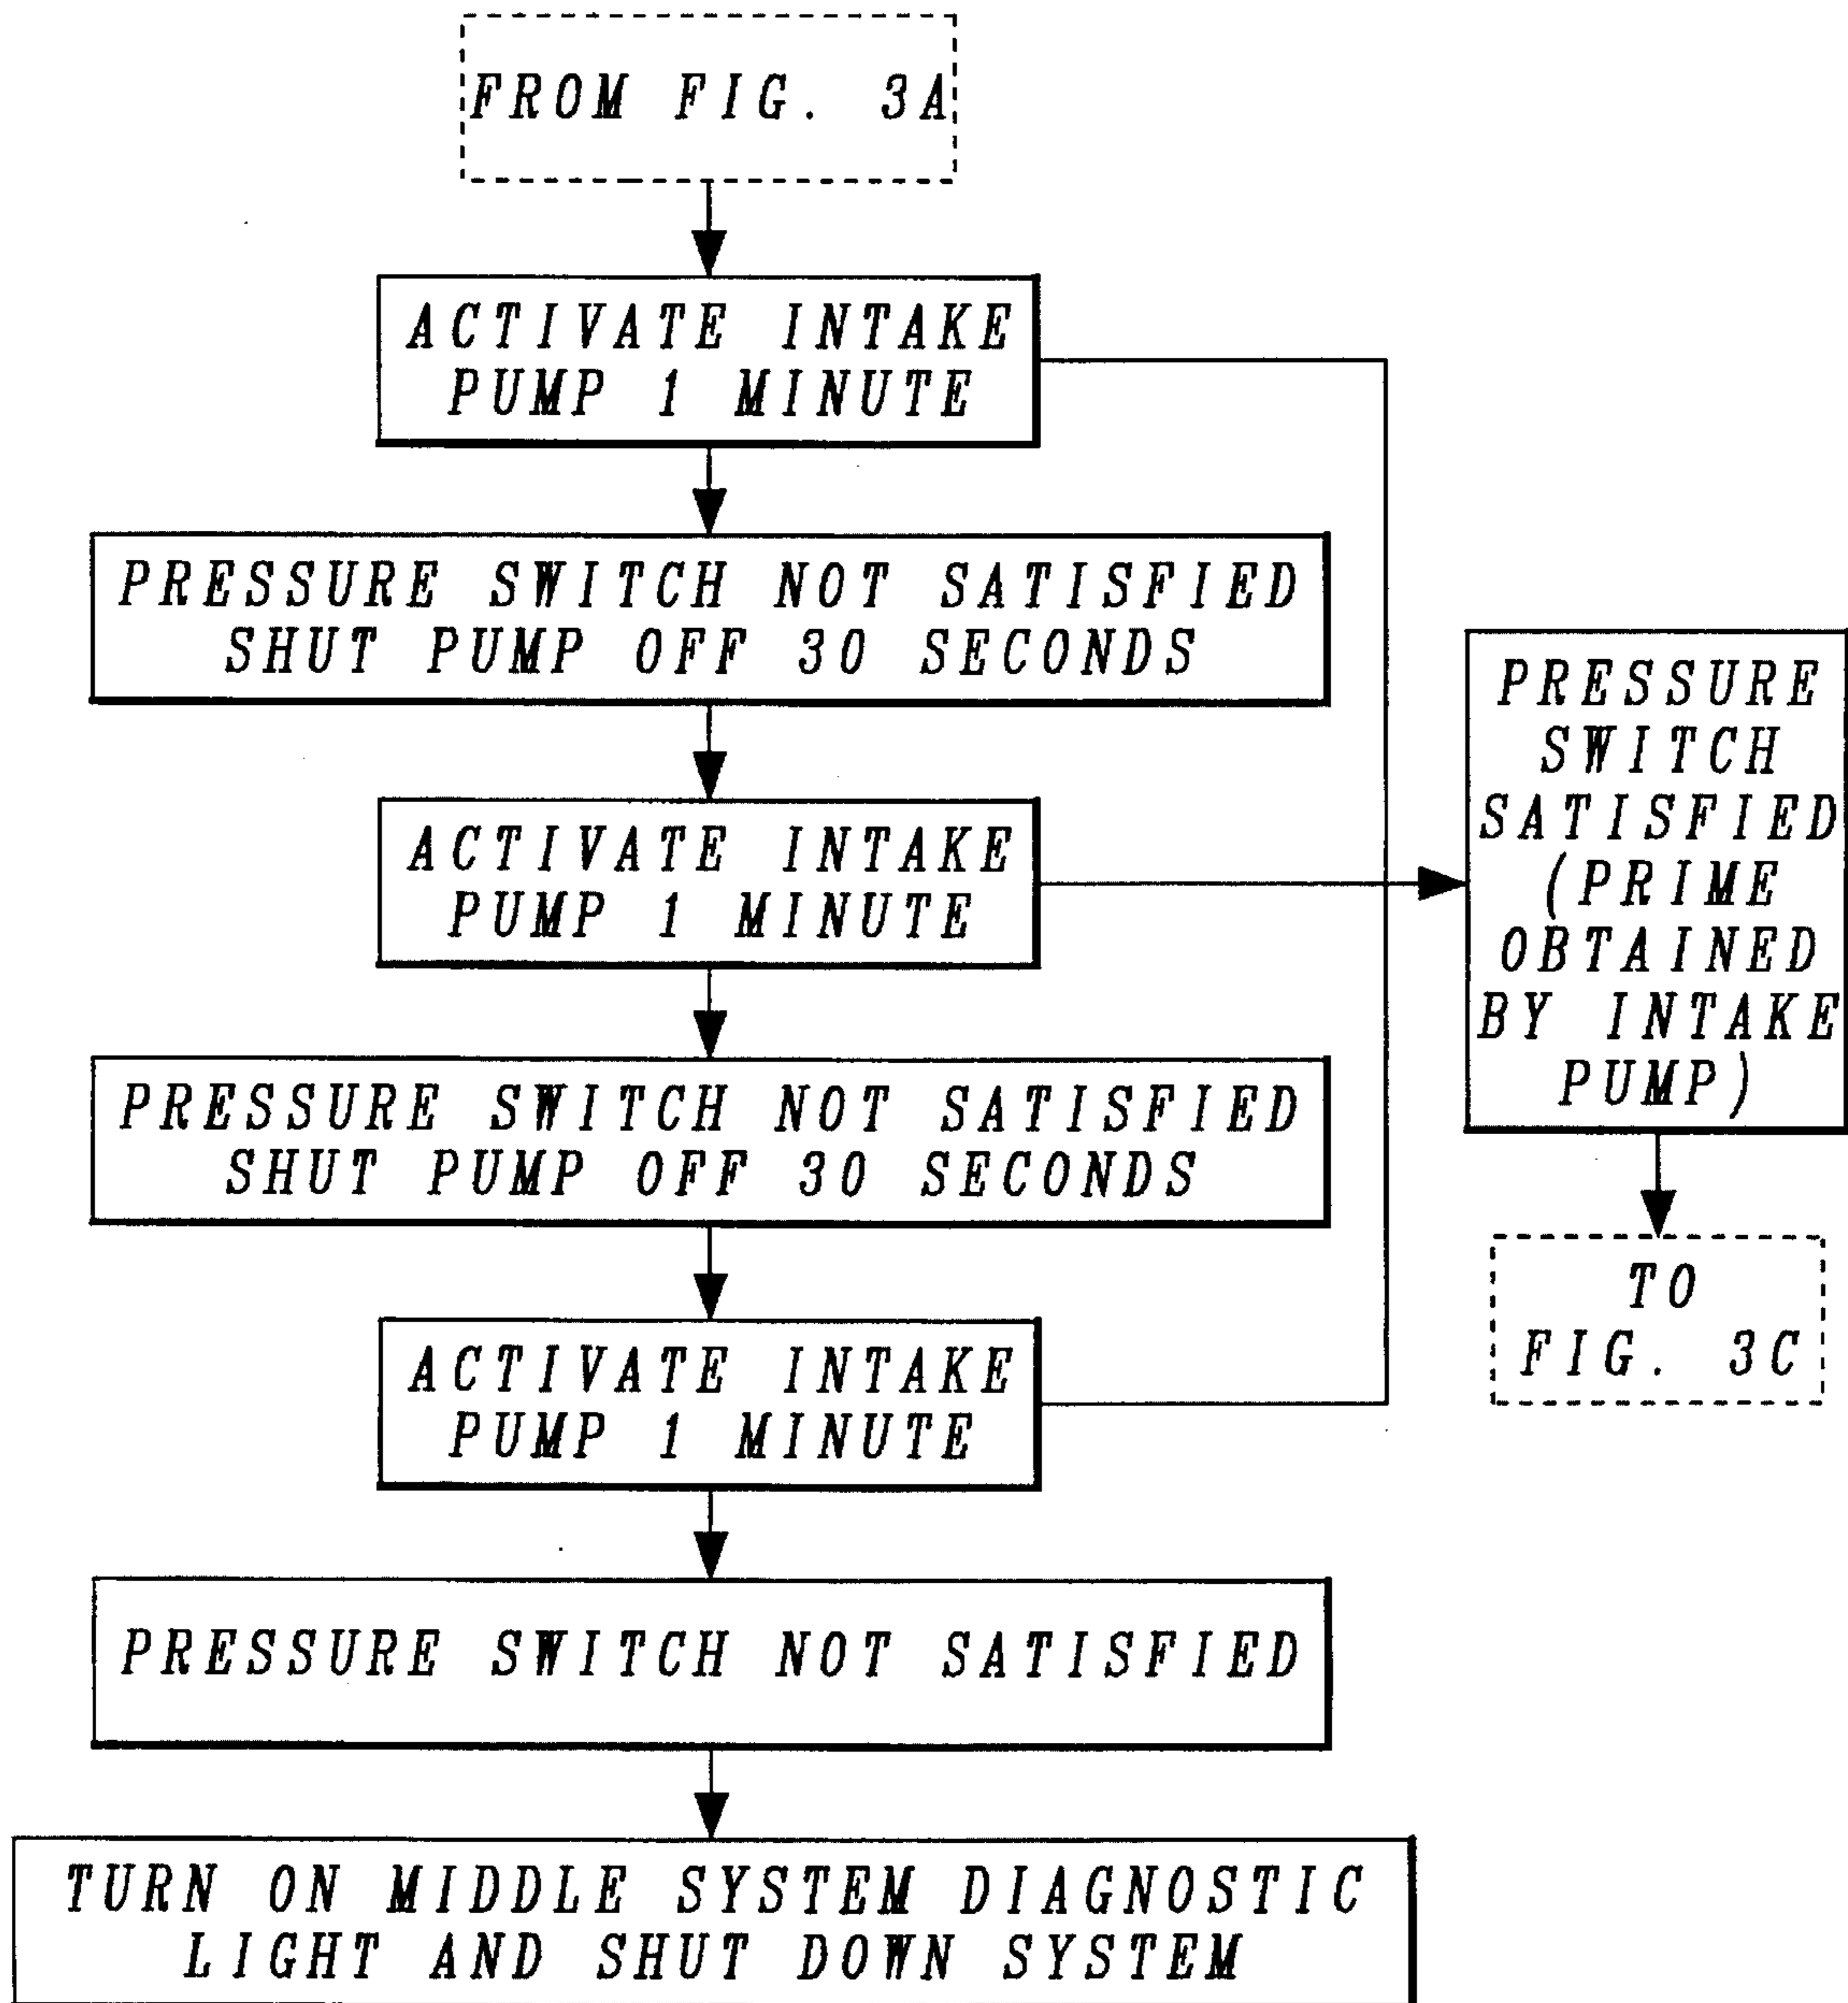 FROM FIG. 3A
ACTIVATE INTAKE
PUMP 1 MINUTE
PRESSURE SWITCH NOT SATISFIED
SHUT PUMP OFF 30 SECONDS
ACTIVATE INTAKE
PUMP 1 MINUTE
PRESSURE SWITCH NOT SATISFIED
SHUT PUMP OFF 30 SECONDS
ACTIVATE INTAKE
PUMP 1 MINUTE
PRESSURE SWITCH NOT SATISFIED
TURN ON MIDDLE SYSTEM DIAGNOSTIC
LIGHT AND SHUT DOWN SYSTEM
PRESSURE
SWITCH
SATISFIED
(PRIME
OBTAINED
BY INTAKE
PUMP)
TO
FIG. 3C